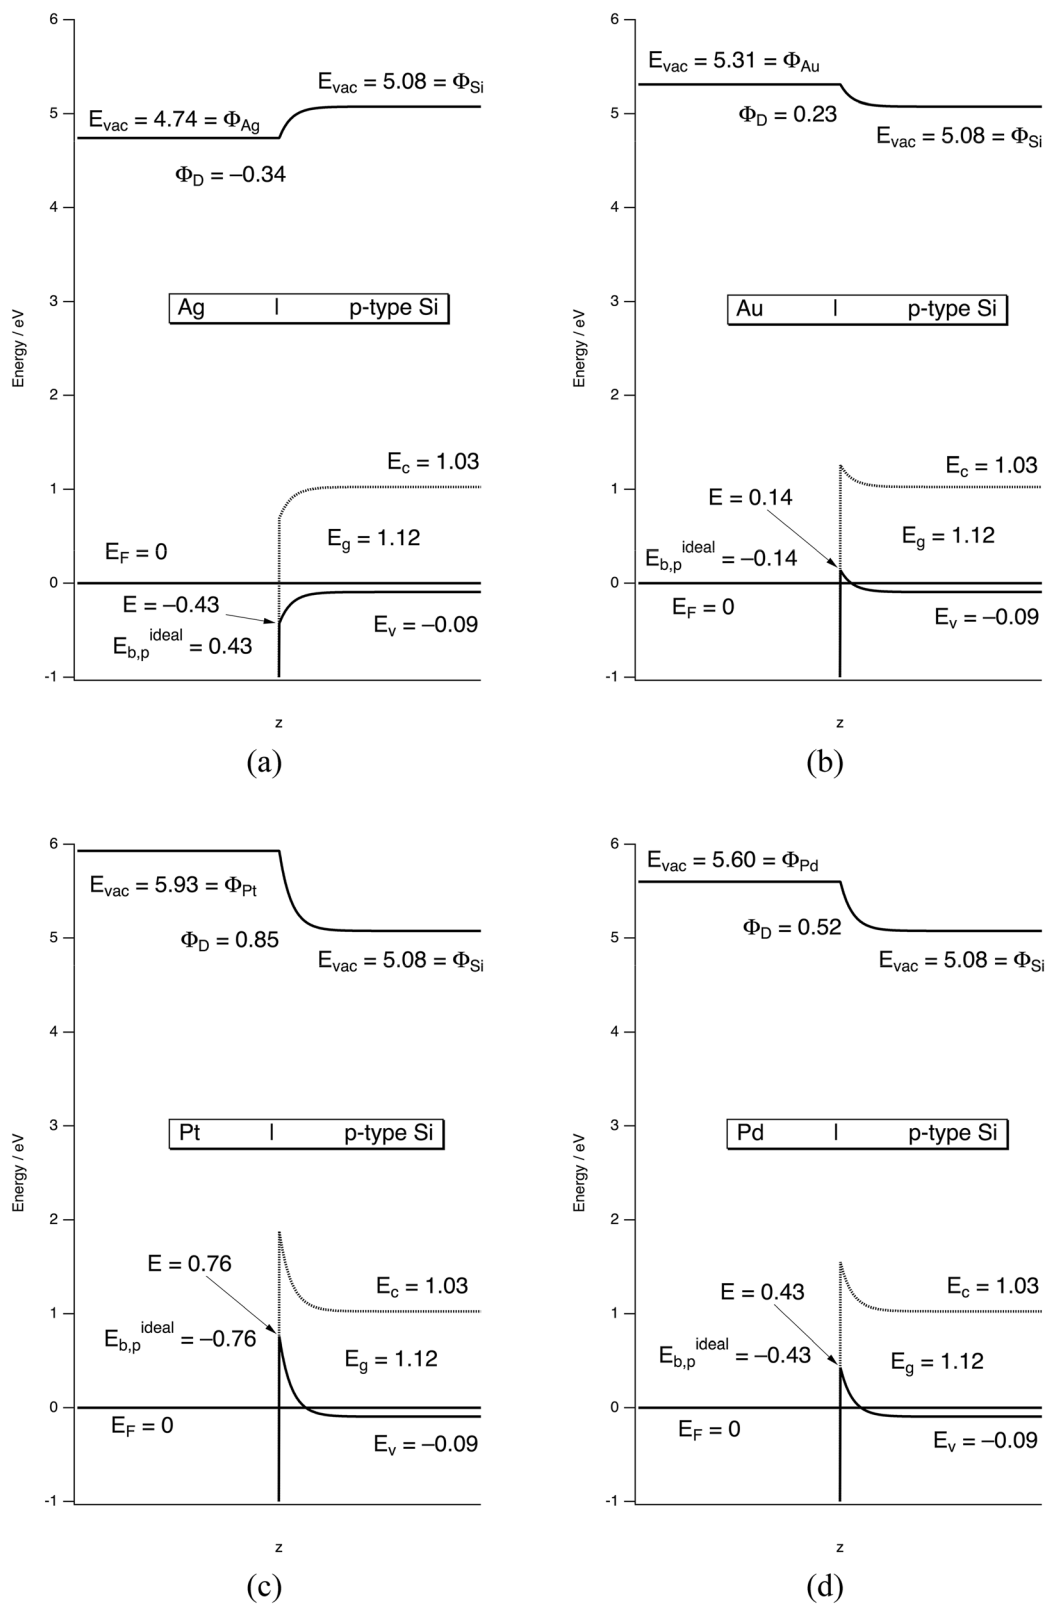 6
5
4
3
2
1
0
-1
Energy / eV
E_vac = 5.08 = Φ_Si
E_vac = 4.74 = Φ_Ag
Φ_D = –0.34
Ag | p-type Si
E_c = 1.03
E_g = 1.12
E_F = 0
E = –0.43
E_b,p^ideal = 0.43
E_v = –0.09
z
(a)
6
5
4
3
2
1
0
-1
Energy / eV
E_vac = 5.31 = Φ_Au
Φ_D = 0.23
E_vac = 5.08 = Φ_Si
Au | p-type Si
E_c = 1.03
E = 0.14
E_g = 1.12
E_b,p^ideal = –0.14
E_F = 0
E_v = –0.09
z
(b)
6
5
4
3
2
1
0
-1
Energy / eV
E_vac = 5.93 = Φ_Pt
Φ_D = 0.85
E_vac = 5.08 = Φ_Si
Pt | p-type Si
E = 0.76
E_c = 1.03
E_b,p^ideal = –0.76
E_g = 1.12
E_F = 0
E_v = –0.09
z
(c)
6
5
4
3
2
1
0
-1
Energy / eV
E_vac = 5.60 = Φ_Pd
Φ_D = 0.52
E_vac = 5.08 = Φ_Si
Pd | p-type Si
E = 0.43
E_c = 1.03
E_b,p^ideal = –0.43
E_g = 1.12
E_F = 0
E_v = –0.09
z
(d)